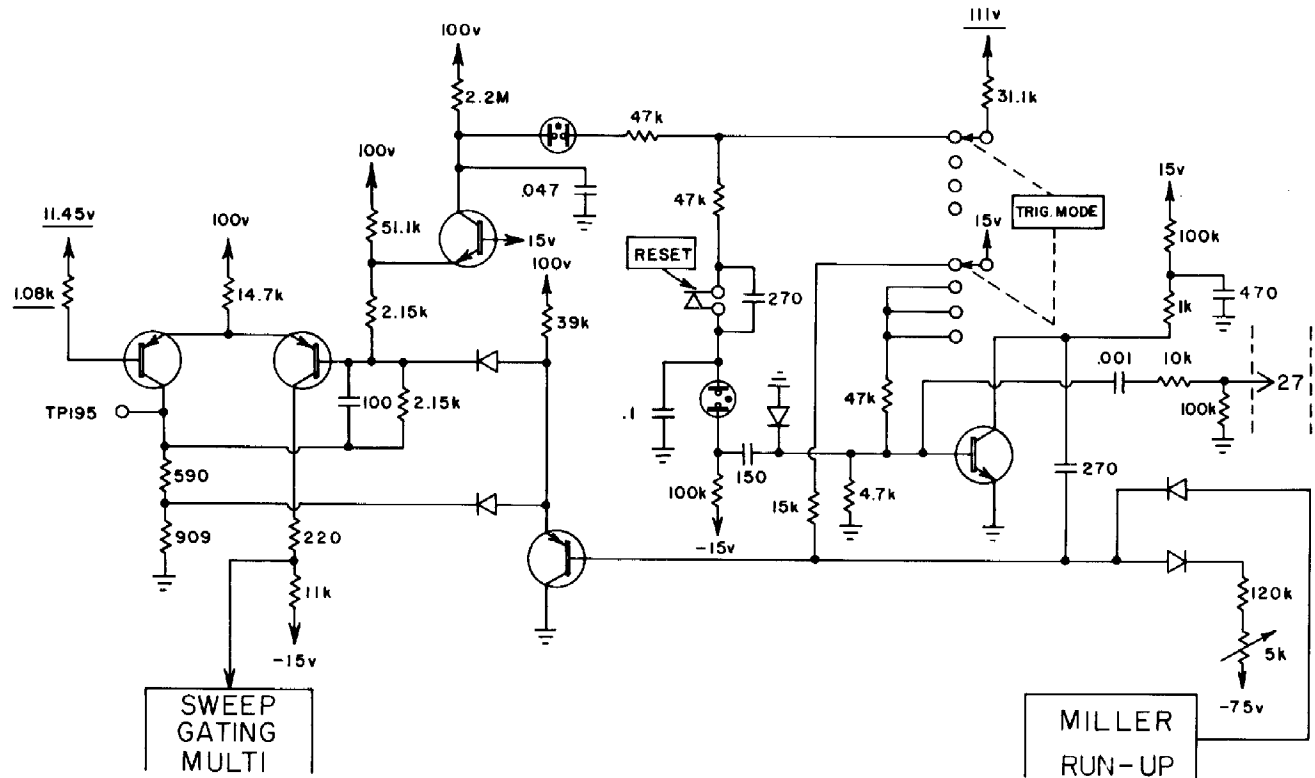 100v
111v
2.2M
31.1k
47k
100v
.047
15v
11.45v
100v
51.1k
47k
TRIG. MODE
100k
15v
15v
RESET
100v
1.08k
14.7k
270
470
2.15k
39k
1k
.001
10k
27
TP195
100
2.15k
47k
100k
.1
590
150
270
100k
15k
4.7k
909
220
-15v
120k
11k
5k
-15v
-75v
SWEEP
GATING
MULTI
MILLER
RUN-UP